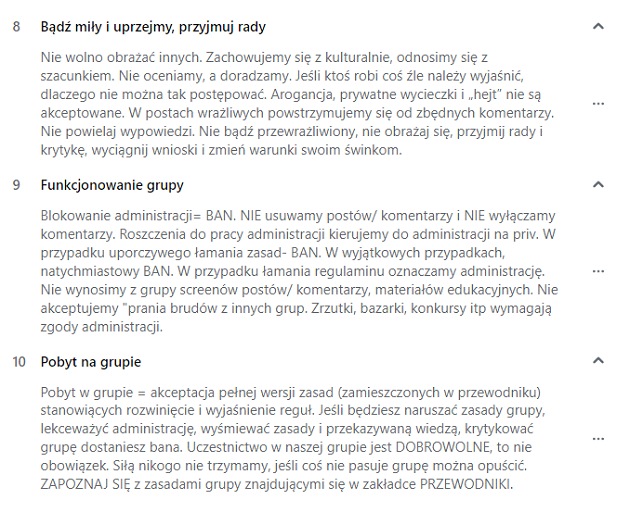 8 Bądź miły i uprzejmy, przyjmuj rady
Nie wolno obrażać innych. Zachowujemy się z kulturalnie, odnosimy się z
szacunkiem. Nie oceniamy, a doradzamy. Jeśli ktoś robi coś źle należy wyjaśnić,
dlaczego nie można tak postępować. Arogancja, prywatne wycieczki i „hejt” nie są
akceptowane. W postach wrażliwych powstrzymujemy się od zbędnych komentarzy.
Nie powielaj wypowiedzi. Nie bądź przewrażliwiony, nie obrażaj się, przyjmij rady i
krytykę, wyciągnij wnioski i zmień warunki swoim świnkom.
9 Funkcjonowanie grupy
Blokowanie administracji= BAN. NIE usuwamy postów/ komentarzy i NIE wyłączamy
komentarzy. Roszczenia do pracy administracji kierujemy do administracji na priv. W
przypadku uporczywego łamania zasad- BAN. W wyjątkowych przypadkach,
natychmiastowy BAN. W przypadku łamania regulaminu oznaczamy administrację.
Nie wynosimy z grupy screenów postów/ komentarzy, materiałów edukacyjnych. Nie
akceptujemy "prania brudów z innych grup. Zrzutki, bazarki, konkursy itp wymagają
zgody administracji.
10 Pobyt na grupie
Pobyt w grupie = akceptacja pełnej wersji zasad (zamieszczonych w przewodniku)
stanowiących rozwinięcie i wyjaśnienie reguł. Jeśli będziesz naruszać zasady grupy,
lekceważyć administrację, wyśmiewać zasady i przekazywaną wiedzą, krytykować
grupę dostaniesz bana. Uczestnictwo w naszej grupie jest DOBROWOLNE, to nie
obowiązek. Siłą nikogo nie trzymamy, jeśli coś nie pasuje grupę można opuścić.
ZAPOZNAJ SIĘ z zasadami grupy znajdującymi się w zakładce PRZEWODNIKI.